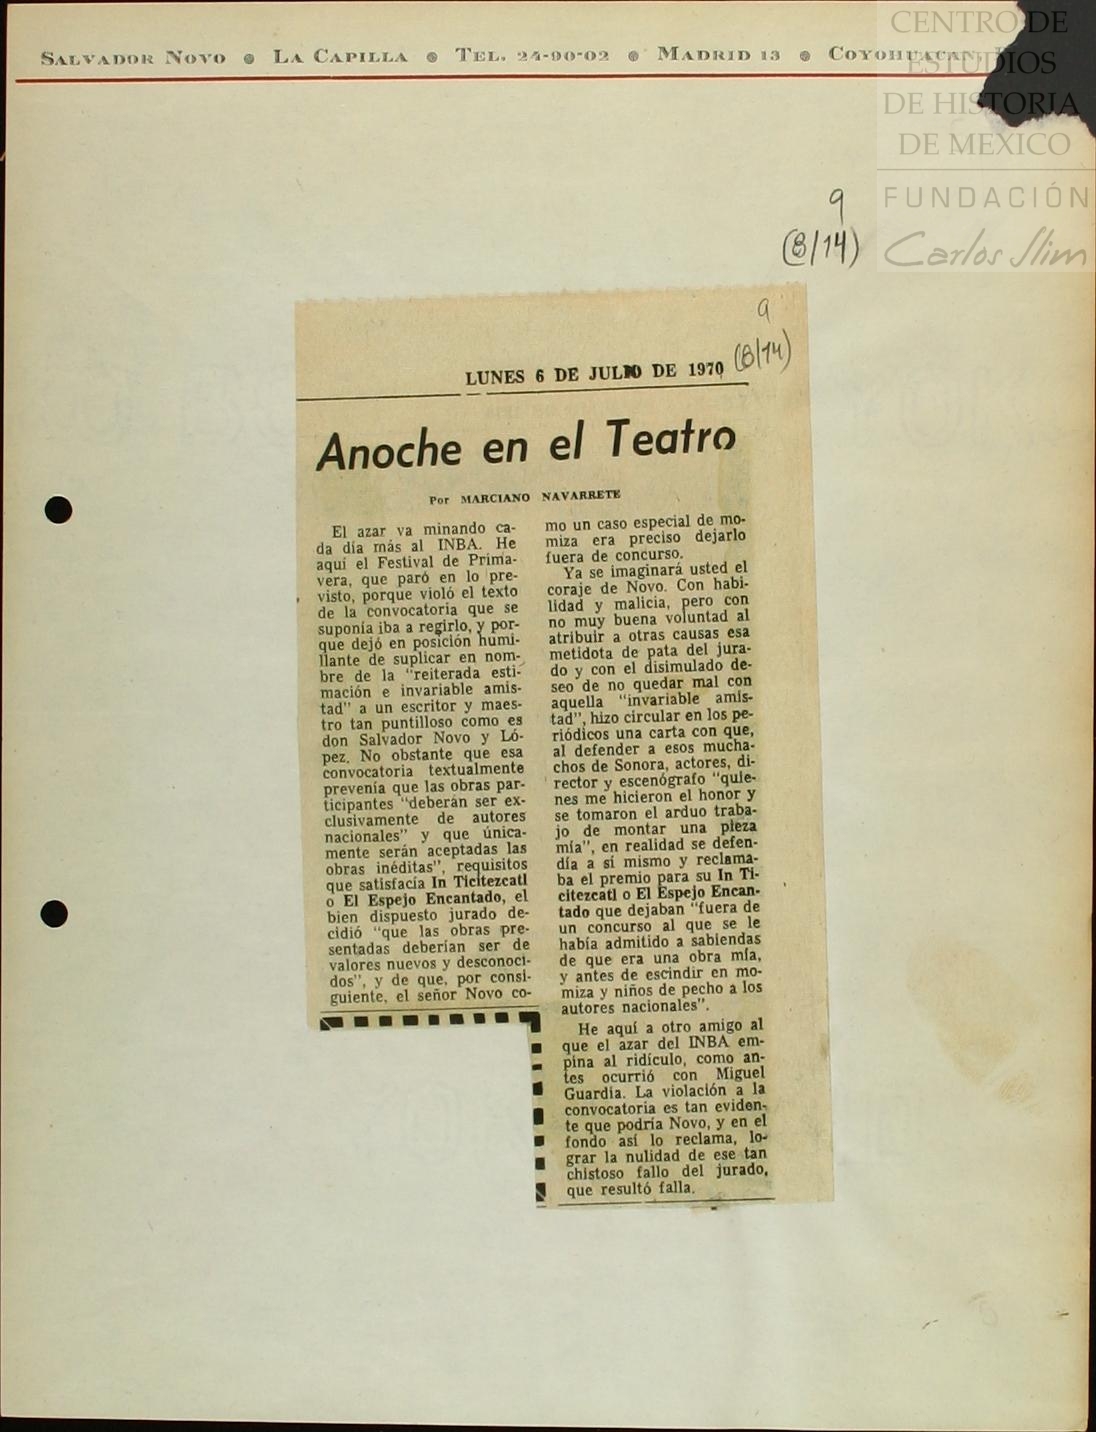 SALVADOR NOVO ● LA CAPILLA ● TEL. 24-90-02 ● MADRID 13 ● COYOHUACAN,
CENTRO DE
ESTUDIOS
DE HISTORIA
DE MEXICO
FUNDACIÓN
Carlos Slim
9
(8/14)
9
(8/14)
LUNES 6 DE JULIO DE 1970
Anoche en el Teatro
Por MARCIANO NAVARRETE
El azar va minando ca-
da día más al INBA. He
aquí el Festival de Prima-
vera, que paró en lo pre-
visto, porque violó el texto
de la convocatoria que se
suponía iba a regirlo, y por-
que dejó en posición humi-
llante de suplicar en nom-
bre de la "reiterada esti-
mación e invariable amis-
tad" a un escritor y maes-
tro tan puntilloso como es
don Salvador Novo y Ló-
pez. No obstante que esa
convocatoria textualmente
prevenía que las obras par-
ticipantes "deberán ser ex-
clusivamente de autores
nacionales" y que única-
mente serán aceptadas las
obras inéditas", requisitos
que satisfacía In Ticitezcatl
o El Espejo Encantado, el
bien dispuesto jurado de-
cidió "que las obras pre-
sentadas deberían ser de
valores nuevos y desconoci-
dos", y de que, por consi-
guiente, el señor Novo co-
mo un caso especial de mo-
miza era preciso dejarlo
fuera de concurso.
Ya se imaginará usted el
coraje de Novo. Con habi-
lidad y malicia, pero con
no muy buena voluntad al
atribuir a otras causas esa
metidota de pata del jura-
do y con el disimulado de-
seo de no quedar mal con
aquella "invariable amis-
tad", hizo circular en los pe-
riódicos una carta con que,
al defender a esos mucha-
chos de Sonora, actores, di-
rector y escenógrafo "quie-
nes me hicieron el honor y
se tomaron el arduo traba-
jo de montar una pieza
mía", en realidad se defen-
día a sí mismo y reclama-
ba el premio para su In Ti-
citezcatl o El Espejo Encan-
tado que dejaban "fuera de
un concurso al que se le
había admitido a sabiendas
de que era una obra mía,
y antes de escindir en mo-
miza y niños de pecho a los
autores nacionales".
He aquí a otro amigo al
que el azar del INBA em-
pina al ridículo, como an-
tes ocurrió con Miguel
Guardia. La violación a la
convocatoria es tan eviden-
te que podría Novo, y en el
fondo así lo reclama, lo-
grar la nulidad de ese tan
chistoso fallo del jurado,
que resultó falla.